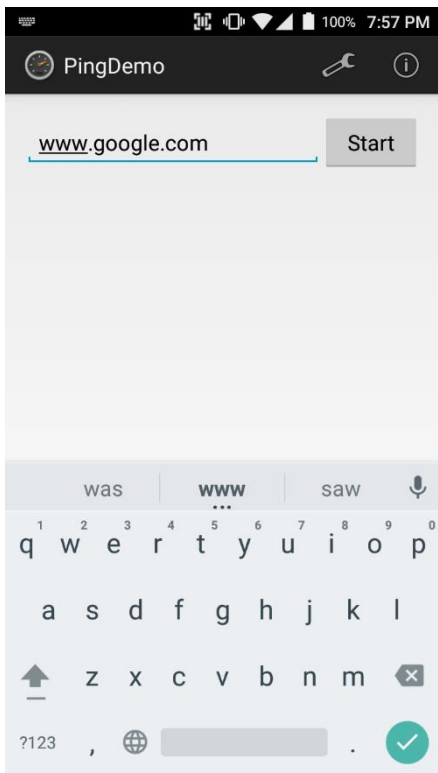 100% 7:57 PM
PingDemo
www.google.com Start
was www saw
1 2 3 4 5 6 7 8 9 0
q w e r t y u i o p
a s d f g h j k l
z x c v b n m
?123 , .